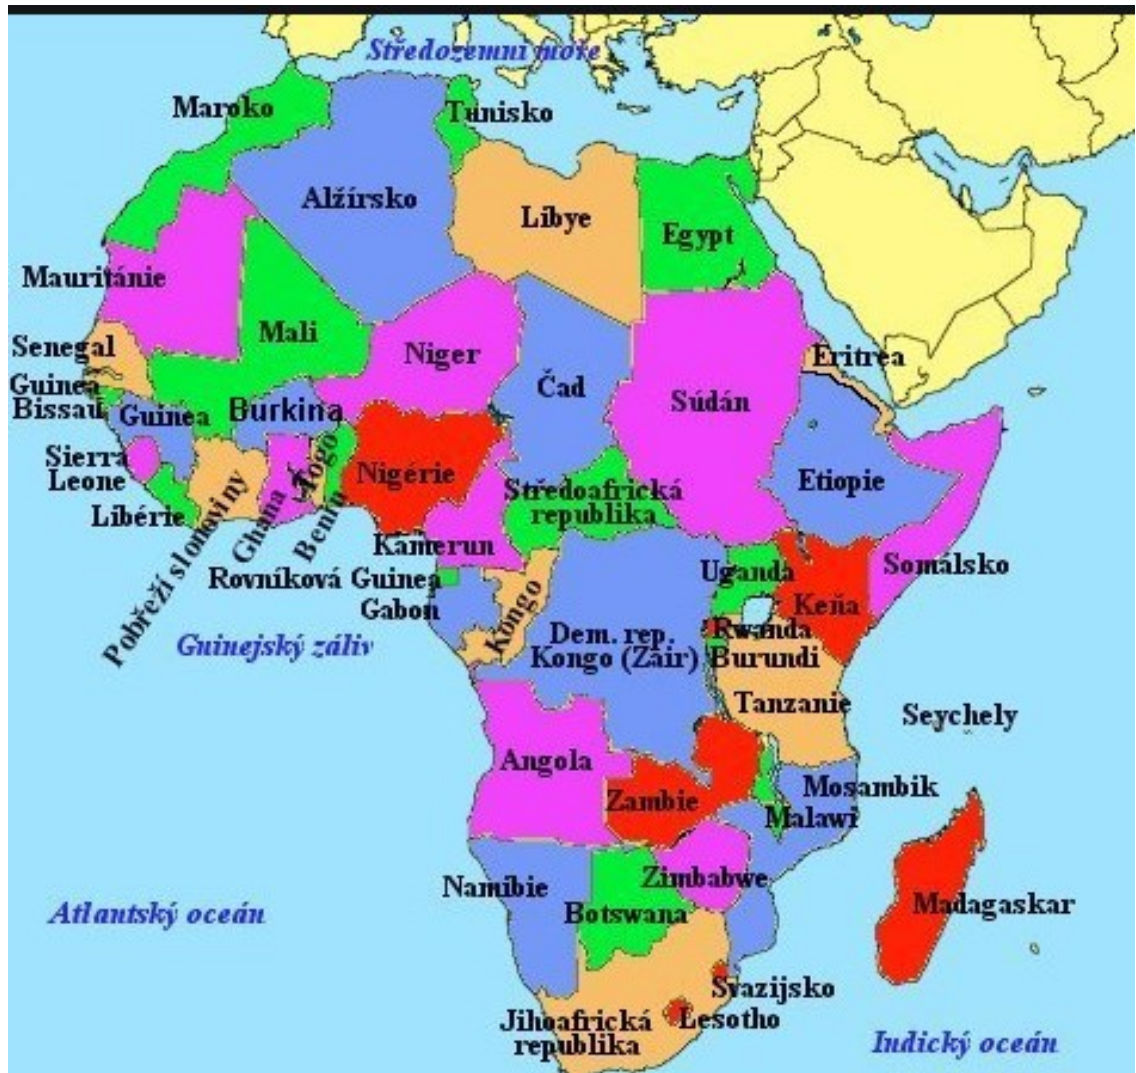 Středozemní moře
Maroko
Tunisko
Alžírsko
Libye
Egypt
Mauritánie
Mali
Niger
Čad
Súdán
Eritrea
Senegal
Guinea
Bissau
Guinea
Burkina
Sierra
Leone
Libérie
Pobřeží slonoviny
Ghana
Togo
Benin
Nigérie
Středoafrická
republika
Etiopie
Somálsko
Kamerun
Rovníková Guinea
Gabon
Kongo
Uganda
Keňa
Guinejský záliv
Dem. rep.
Kongo (Zair)
Rwanda
Burundi
Tanzanie
Seychely
Angola
Zambie
Mosambik
Malawi
Namibie
Botswana
Zimbabwe
Madagaskar
Atlantský oceán
Svazijsko
Lesotho
Jihoafrická
republika
Indický oceán